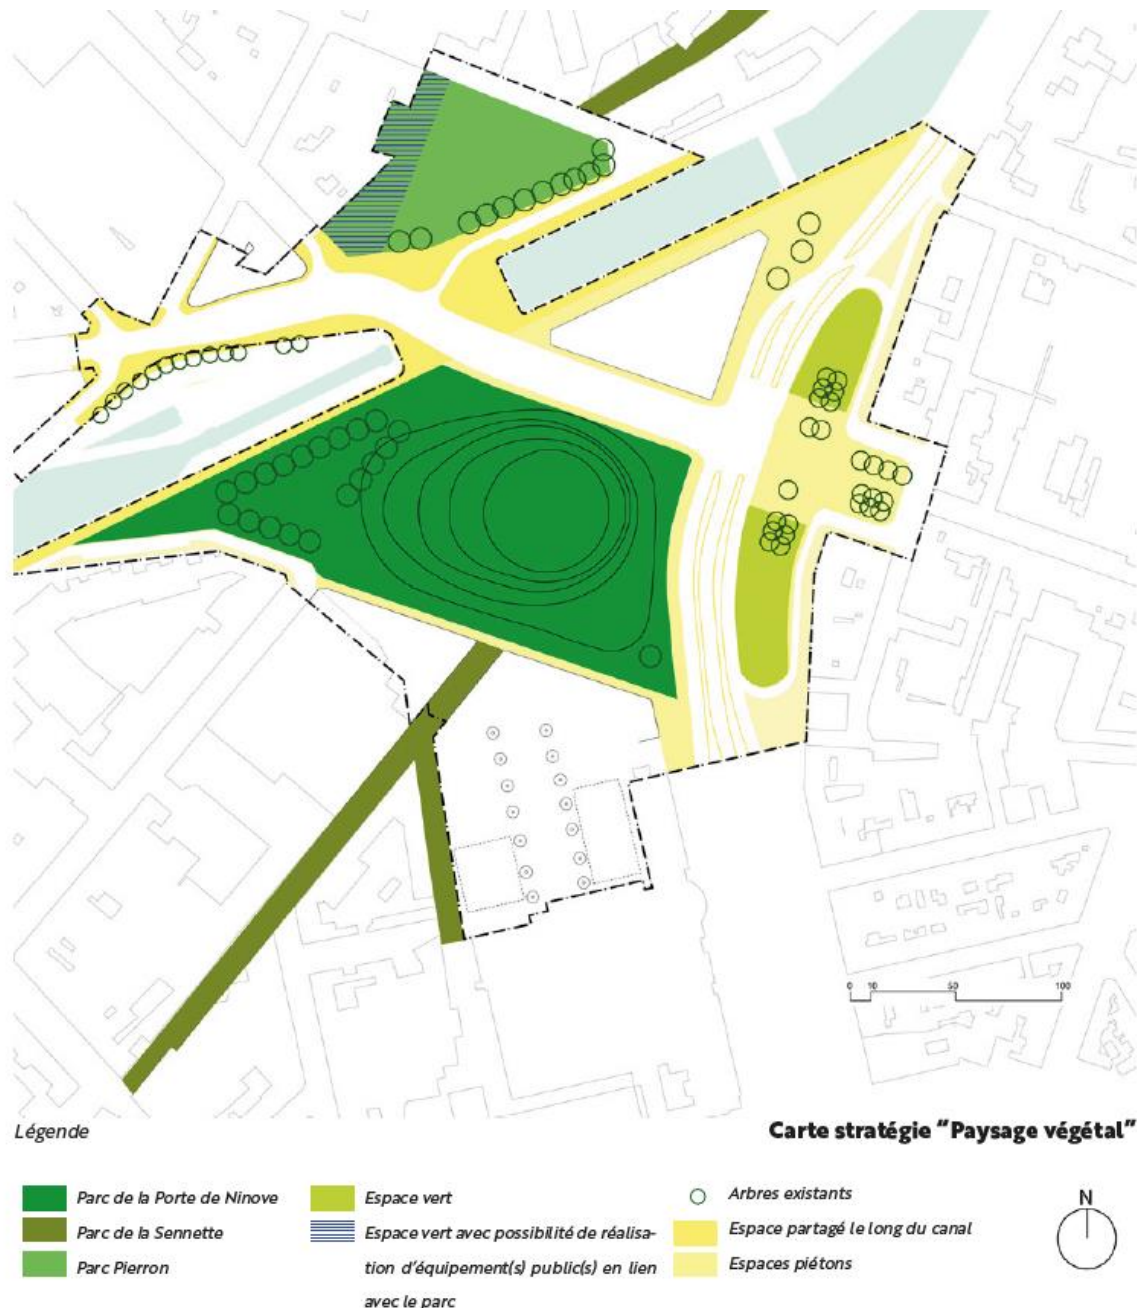 0 10 50 100
Légende
Carte stratégie "Paysage végétal"
Parc de la Porte de Ninove
Parc de la Sennette
Parc Pierron
Espace vert
Espace vert avec possibilité de réalisa-
tion d'équipement(s) public(s) en lien
avec le parc
Arbres existants
Espace partagé le long du canal
Espaces piétons
N